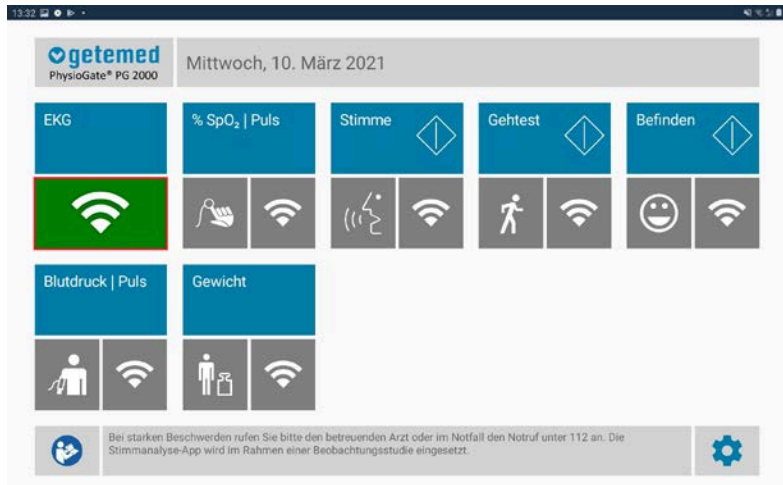 13:32
getemed
PhysioGate® PG 2000
Mittwoch, 10. März 2021
EKG
% SpO₂ | Puls
Stimme
Gehtest
Befinden
Blutdruck | Puls
Gewicht
Bei starken Beschwerden rufen Sie bitte den betreuenden Arzt oder im Notfall den Notruf unter 112 an. Die
Stimmanalyse-App wird im Rahmen einer Beobachtungsstudie eingesetzt.